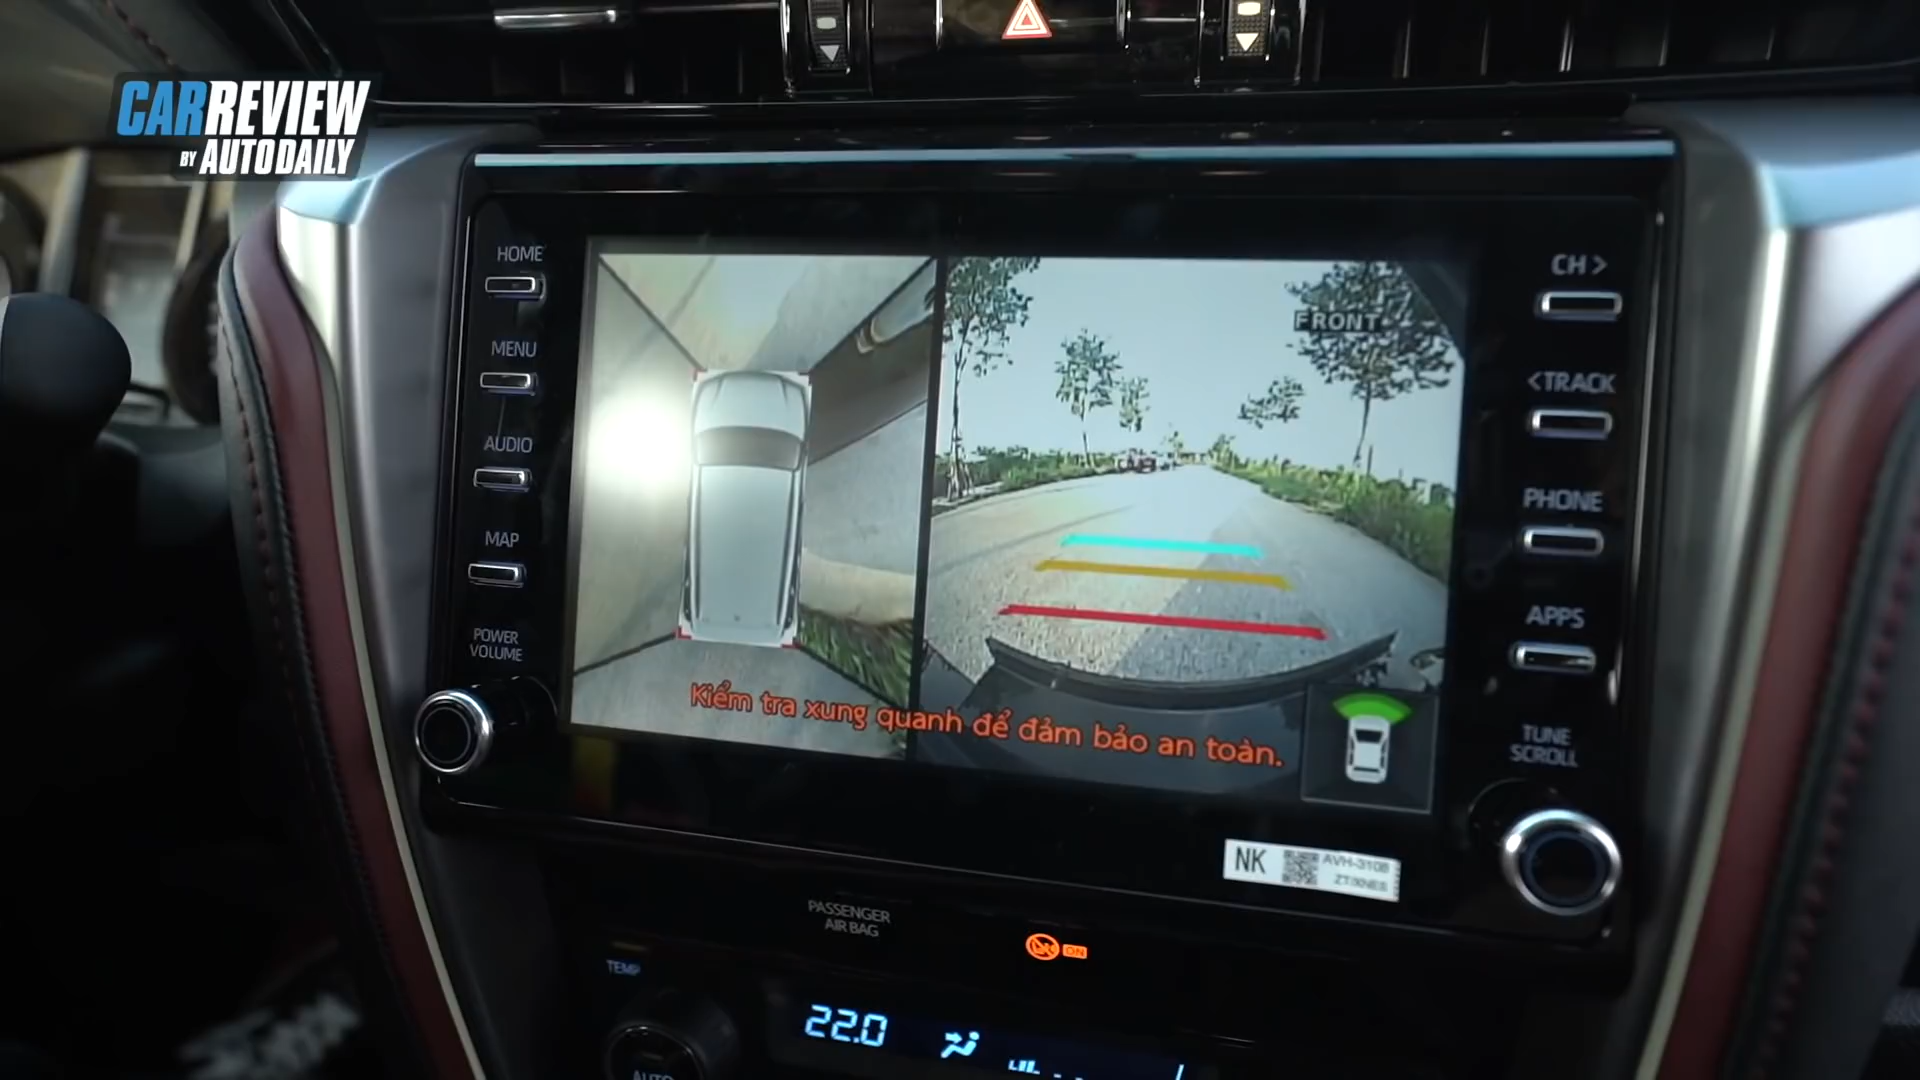 CARREVIEW
BY AUTODAILY
HOME
MENU
AUDIO
MAP
POWER
VOLUME
FRONT
Kiểm tra xung quanh để đảm bảo an toàn.
CH >
<TRACK
PHONE
APPS
TUNE
SCROLL
NK
AVH-3108
PASSENGER
AIR BAG
ON
TEMP
22.0
AUTO